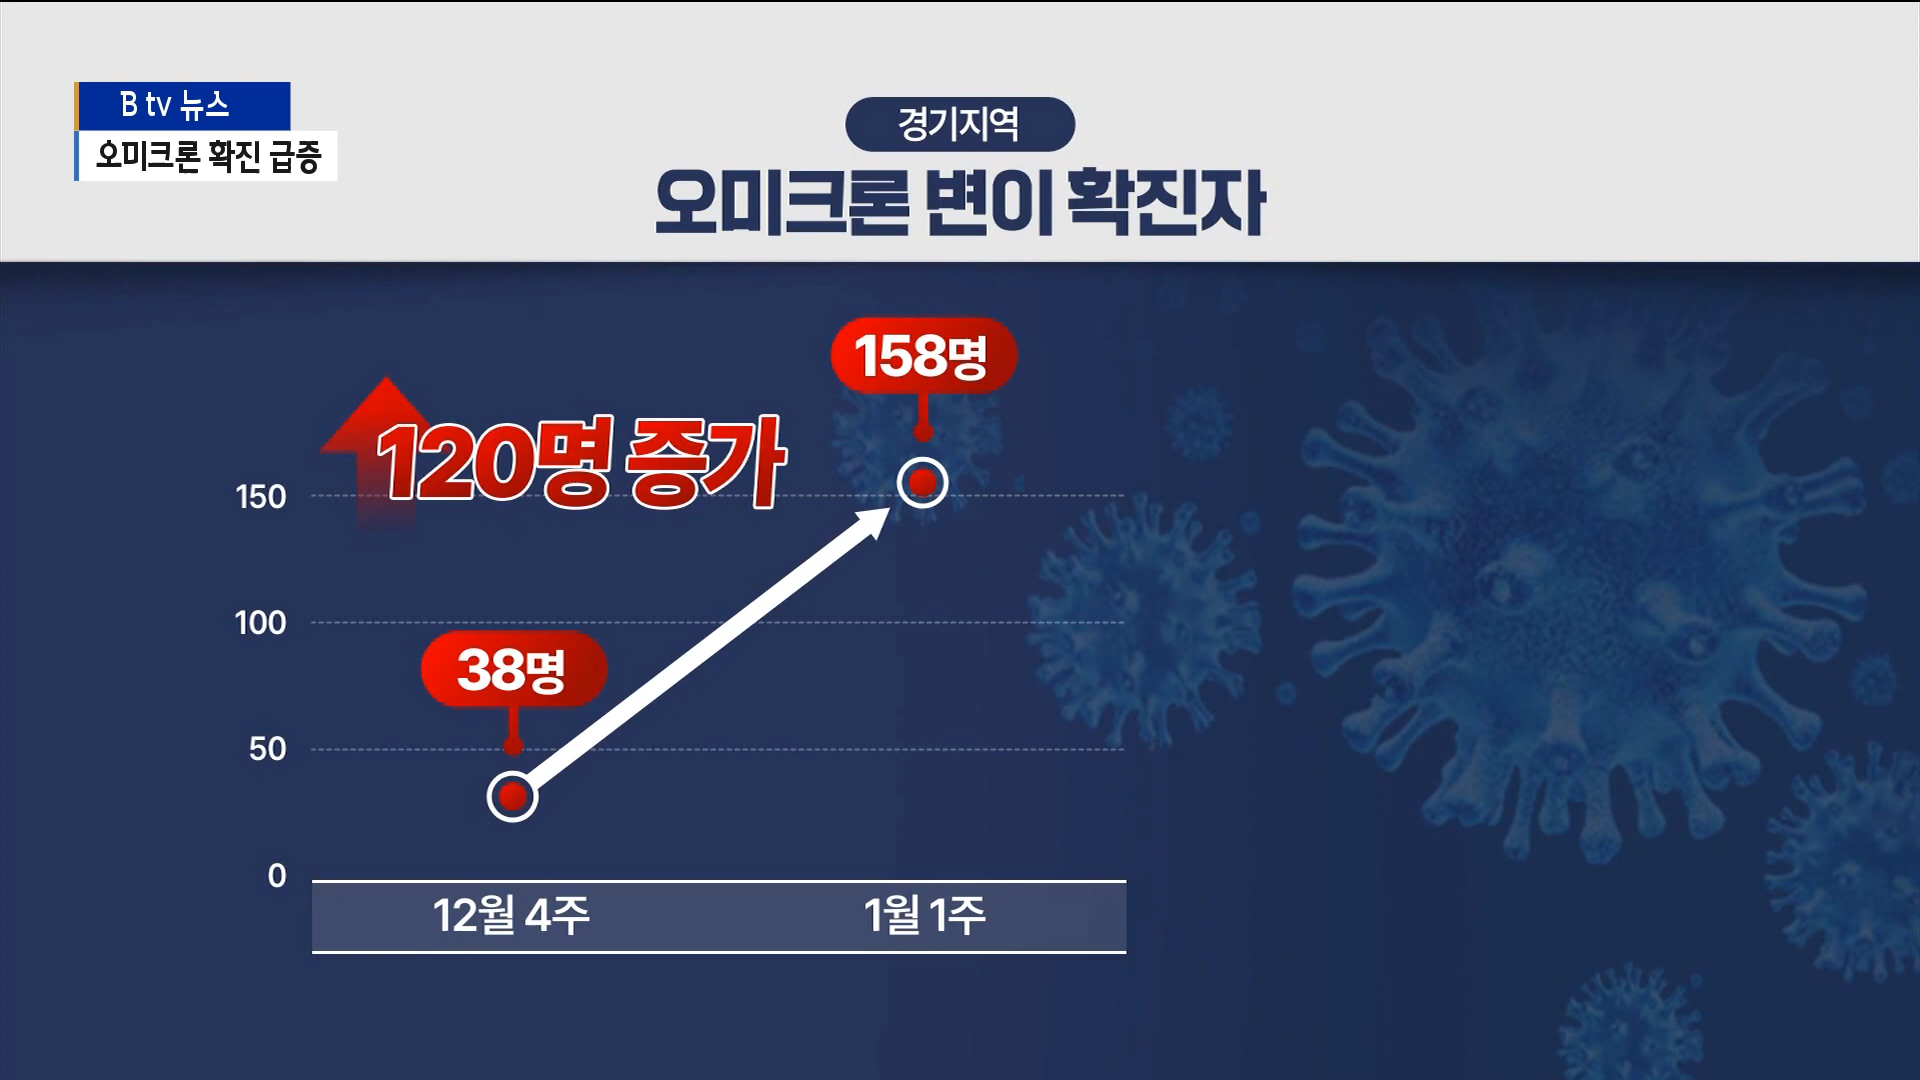 B tv 뉴스
오미크론 확진 급증
경기지역
오미크론 변이 확진자
158명
120명 증가
150
100
38명
50
0
12월 4주 1월 1주